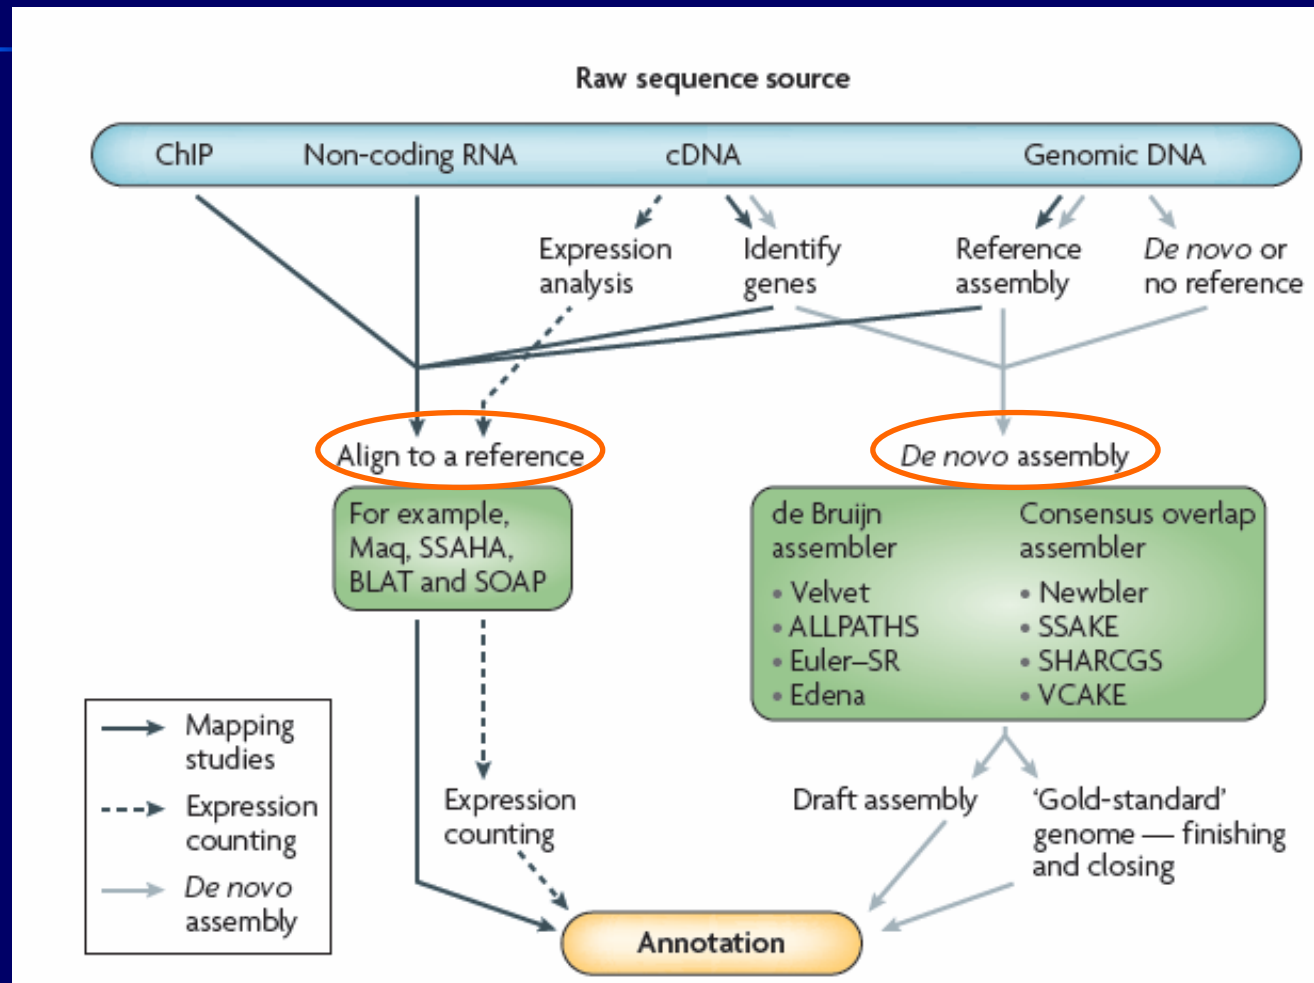 Raw sequence source
ChIP
Non-coding RNA
cDNA
Genomic DNA
Expression
analysis
Identify
genes
Reference
assembly
De novo or
no reference
Align to a reference
De novo assembly
For example,
Maq, SSAHA,
BLAT and SOAP
de Bruijn
assembler
• Velvet
• ALLPATHS
• Euler–SR
• Edena
Consensus overlap
assembler
• Newbler
• SSAKE
• SHARCGS
• VCAKE
Mapping
studies
Expression
counting
De novo
assembly
Expression
counting
Draft assembly
‘Gold-standard’
genome — finishing
and closing
Annotation